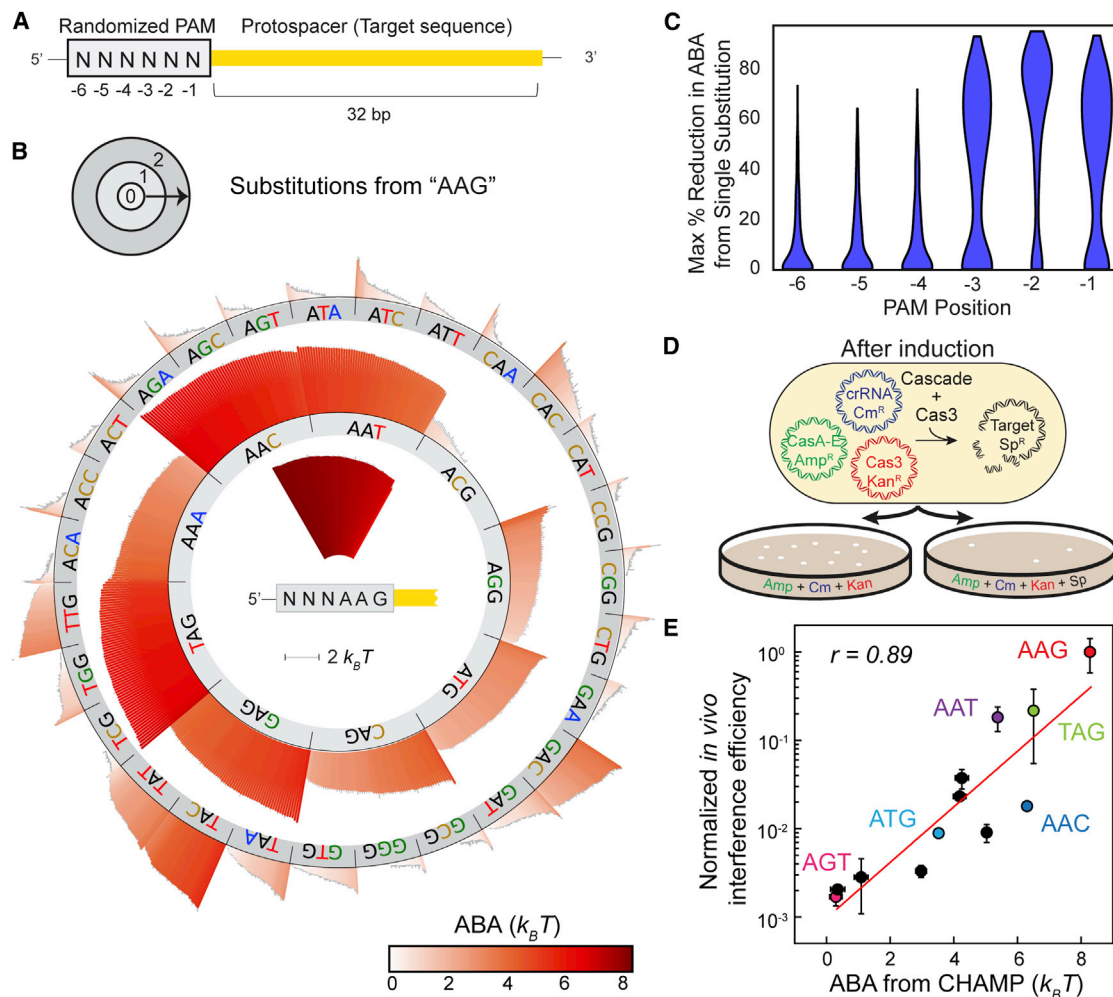 A
Randomized PAM
Protospacer (Target sequence)
5'
N N N N N N
3'
-6 -5 -4 -3 -2 -1
32 bp
B
0 1 2
Substitutions from "AAG"
ACA
ACC
ACT
AGA
AGC
AGT
ATA
ATC
ATT
CAA
CAC
CAT
CCG
CGG
CTG
GAA
GAC
GAT
GCG
GGG
GTG
TAA
TAC
TAT
TCG
TGG
TTG
AAA
AAC
AAT
ACG
AGG
ATG
CAG
GAG
TAG
5'
N N N A A G
2 kBT
ABA (kBT)
0 2 4 6 8
C
Max % Reduction in ABA
from Single Substitution
80
60
40
20
0
-6 -5 -4 -3 -2 -1
PAM Position
D
After induction
crRNA
CmR
Cascade
+
Cas3
CasA-E
AmpR
Cas3
KanR
Target
SpR
Amp + Cm + Kan
Amp + Cm + Kan + Sp
E
Normalized in vivo
interference efficiency
10⁰
10⁻¹
10⁻²
10⁻³
r = 0.89
AAG
AAT
TAG
ATG
AAC
AGT
0 2 4 6 8
ABA from CHAMP (kBT)